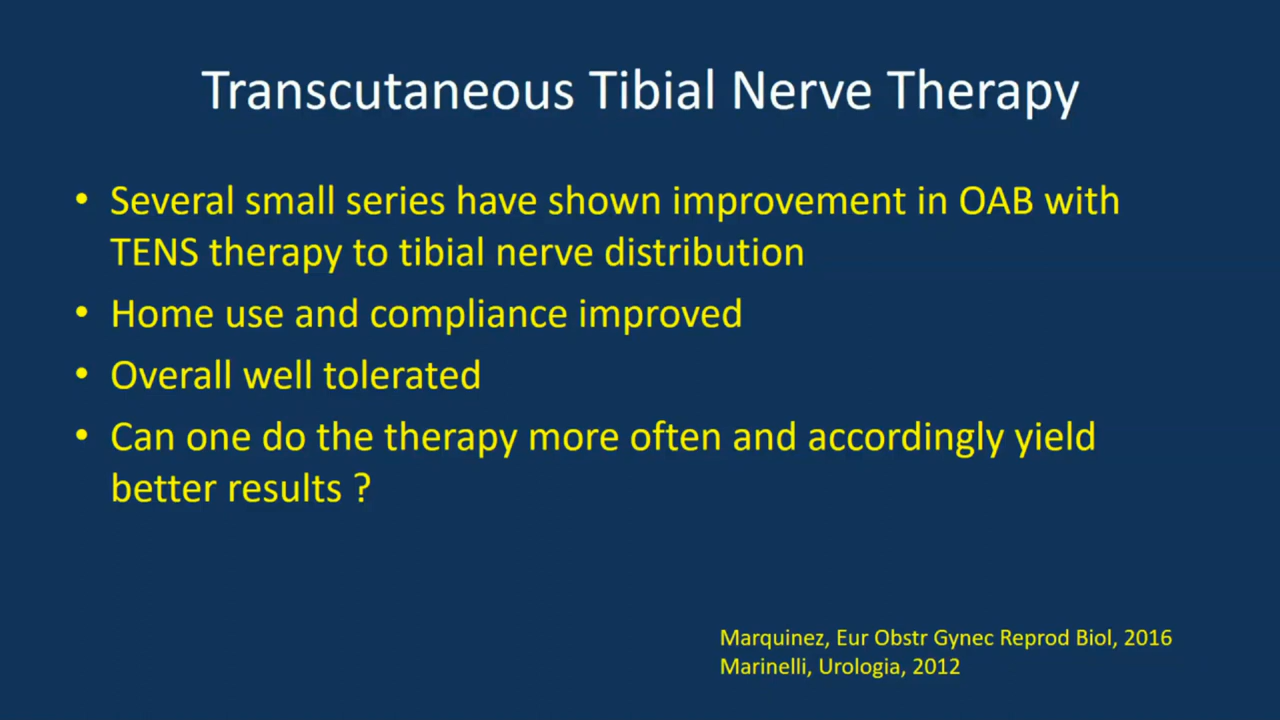 Transcutaneous Tibial Nerve Therapy
• Several small series have shown improvement in OAB with
TENS therapy to tibial nerve distribution
• Home use and compliance improved
• Overall well tolerated
• Can one do the therapy more often and accordingly yield
better results ?
Marquinez, Eur Obstr Gynec Reprod Biol, 2016
Marinelli, Urologia, 2012